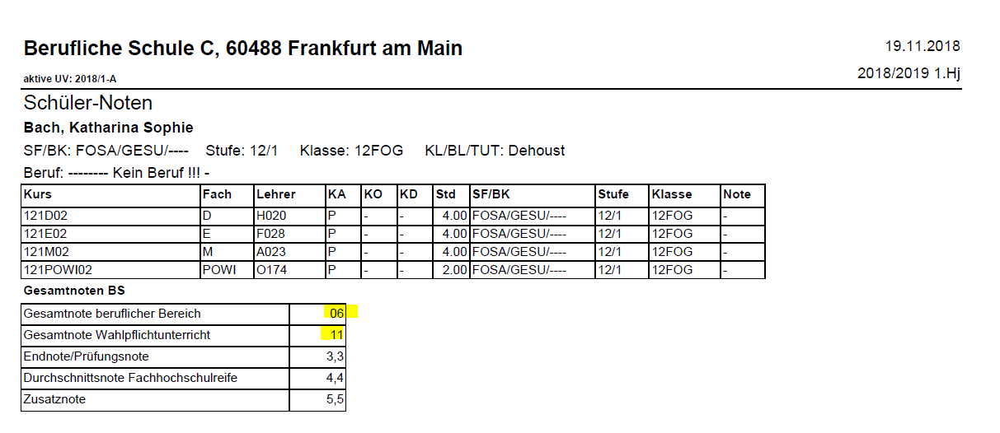 Berufliche Schule C, 60488 Frankfurt am Main 19.11.2018
aktive UV: 2018/1-A 2018/2019 1.Hj
Schüler-Noten
Bach, Katharina Sophie
SF/BK: FOSA/GESU/---- Stufe: 12/1 Klasse: 12FOG KL/BL/TUT: Dehoust
Beruf: -------- Kein Beruf !!! -
Kurs Fach Lehrer KA KO KD Std SF/BK Stufe Klasse Note
121D02 D H020 P - - 4.00 FOSA/GESU/---- 12/1 12FOG -
121E02 E F028 P - - 4.00 FOSA/GESU/---- 12/1 12FOG -
121M02 M A023 P - - 4.00 FOSA/GESU/---- 12/1 12FOG -
121POWI02 POWI O174 P - - 2.00 FOSA/GESU/---- 12/1 12FOG -
Gesamtnoten BS
Gesamtnote beruflicher Bereich 06
Gesamtnote Wahlpflichtunterricht 11
Endnote/Prüfungsnote 3,3
Durchschnittsnote Fachhochschulreife 4,4
Zusatznote 5,5